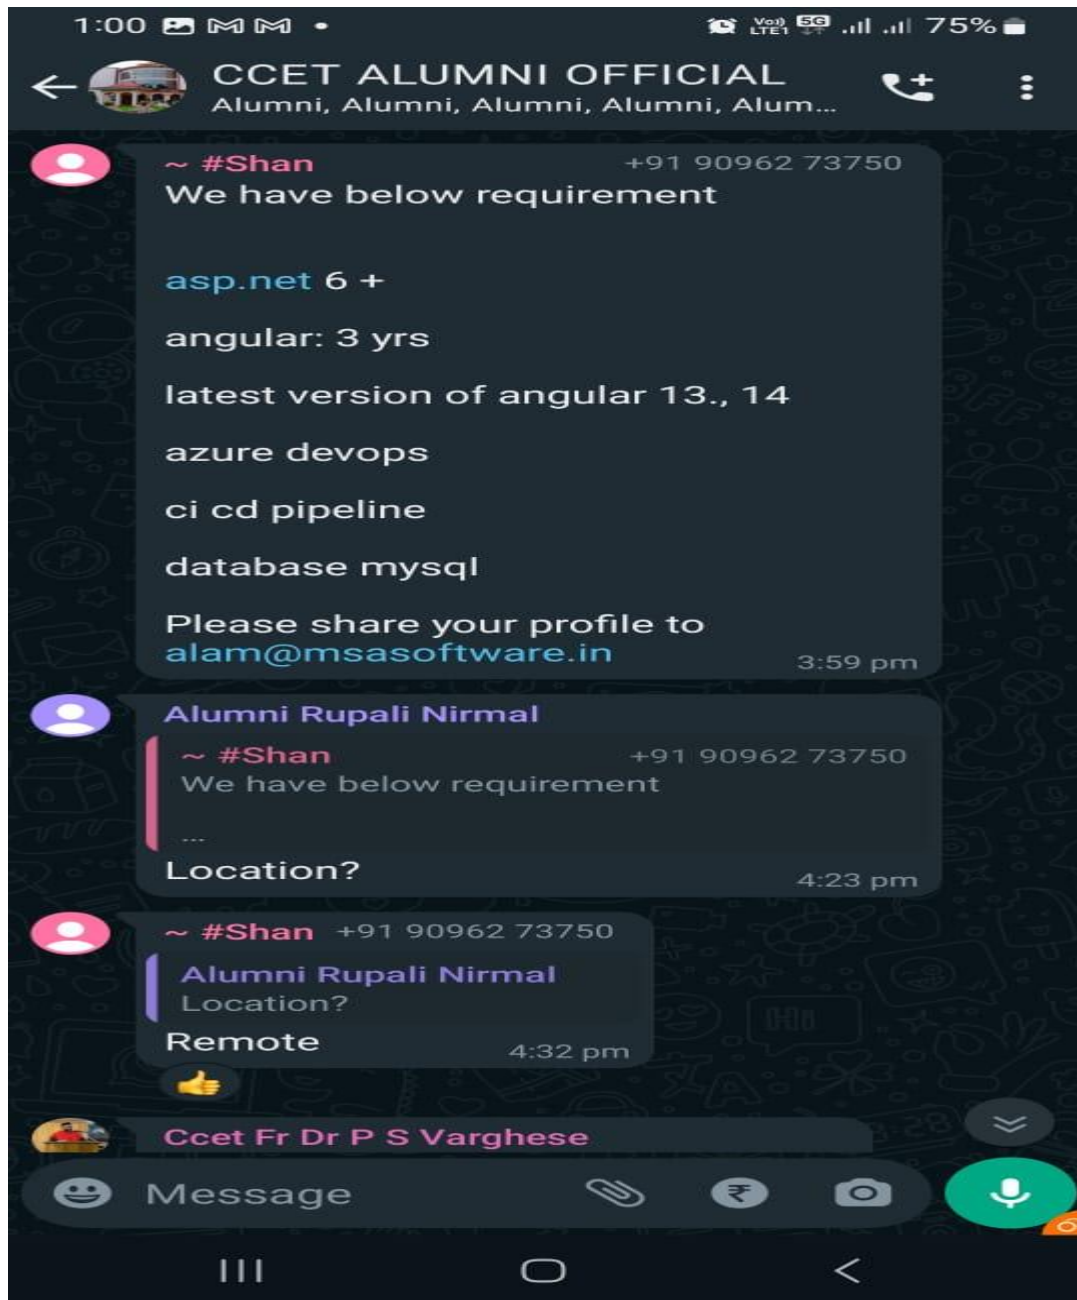 1:00
Vo)) LTE1 5G 75%
CCET ALUMNI OFFICIAL
Alumni, Alumni, Alumni, Alumni, Alum...
~ #Shan +91 90962 73750
We have below requirement
asp.net 6 +
angular: 3 yrs
latest version of angular 13., 14
azure devops
ci cd pipeline
database mysql
Please share your profile to
alam@msasoftware.in
3:59 pm
Alumni Rupali Nirmal
~ #Shan +91 90962 73750
We have below requirement
...
Location?
4:23 pm
~ #Shan +91 90962 73750
Alumni Rupali Nirmal
Location?
Remote
4:32 pm
Ccet Fr Dr P S Varghese
Message